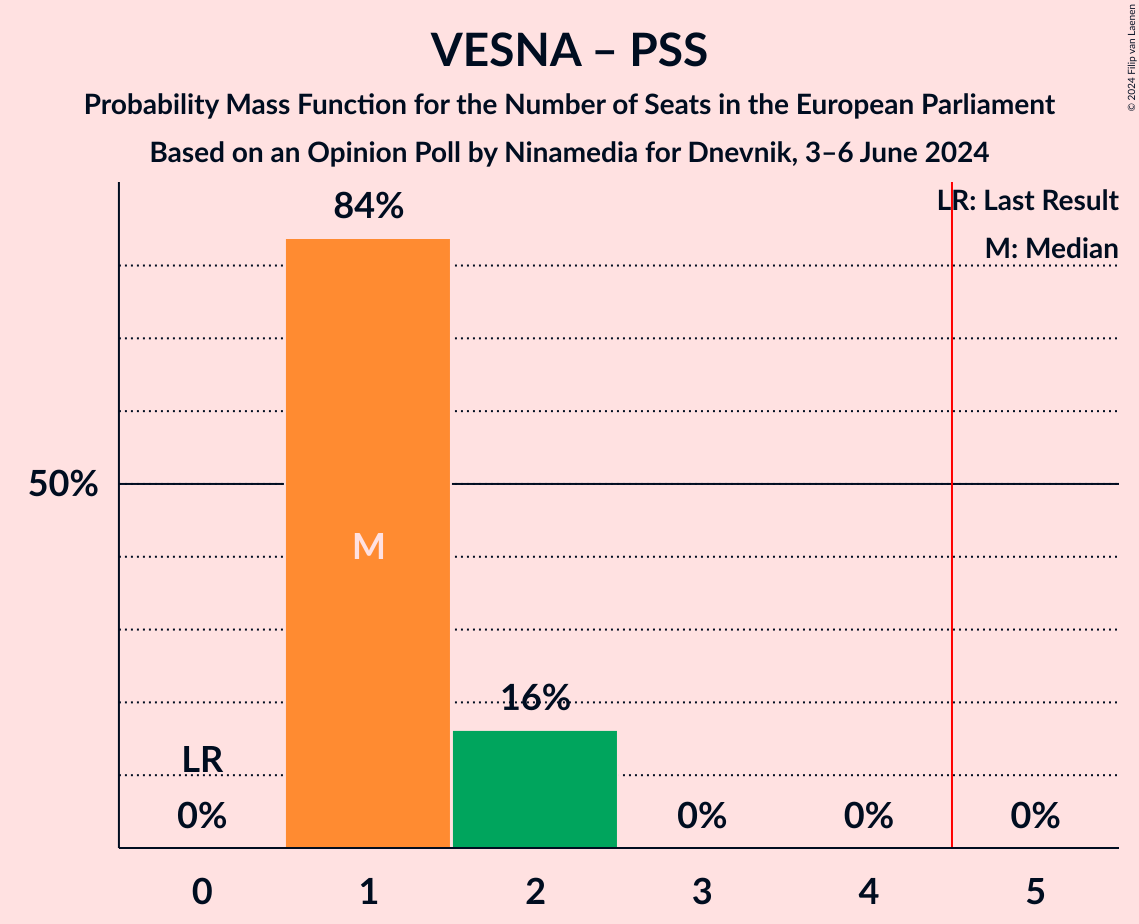 VESNA – PSS
Probability Mass Function for the Number of Seats in the European Parliament
Based on an Opinion Poll by Ninamedia for Dnevnik, 3–6 June 2024
© 2024 Filip van Laenen
LR: Last Result
M: Median
84%
50%
M
16%
LR
0%
0%
0%
0%
0
1
2
3
4
5